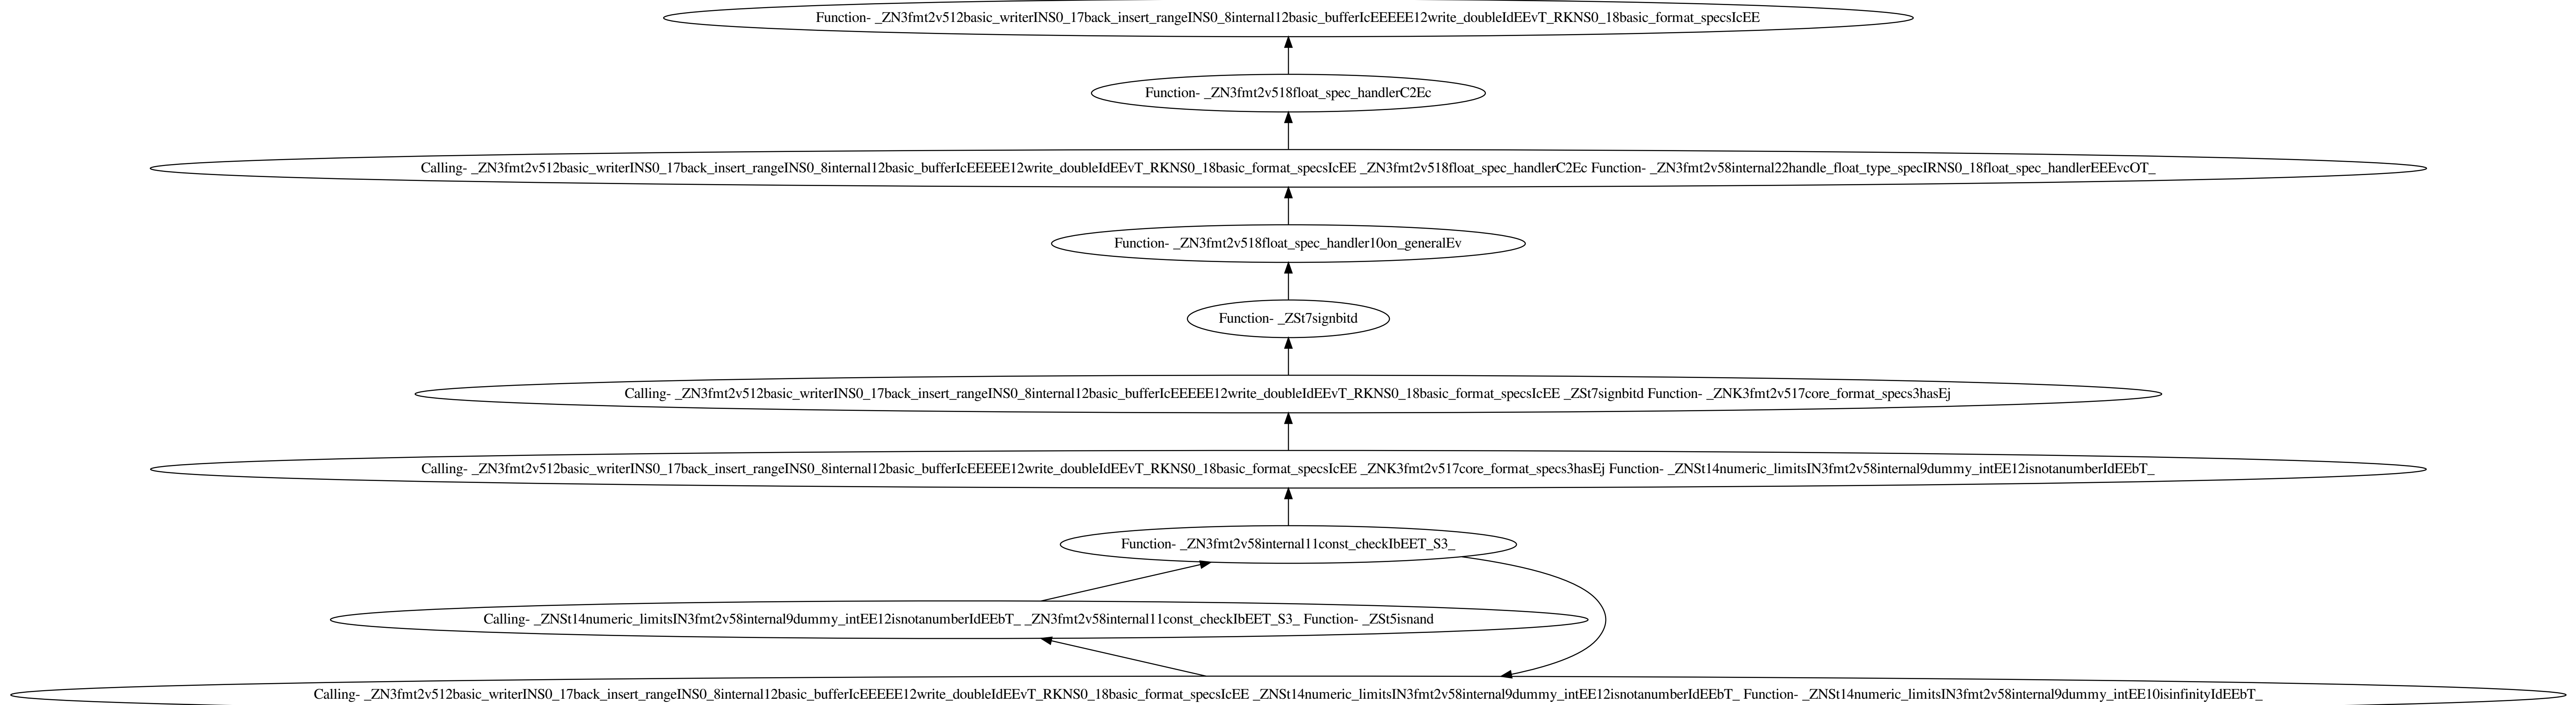 Function- _ZN3fmt2v512basic_writerINS0_17back_insert_rangeINS0_8internal12basic_bufferIcEEEEE12write_doubleIdEEvT_RKNS0_18basic_format_specsIcEE
Function- _ZN3fmt2v518float_spec_handlerC2Ec
Calling- _ZN3fmt2v512basic_writerINS0_17back_insert_rangeINS0_8internal12basic_bufferIcEEEEE12write_doubleIdEEvT_RKNS0_18basic_format_specsIcEE _ZN3fmt2v518float_spec_handlerC2Ec Function- _ZN3fmt2v58internal22handle_float_type_specIRNS0_18float_spec_handlerEEEvcOT_
Function- _ZN3fmt2v518float_spec_handler10on_generalEv
Function- _ZSt7signbitd
Calling- _ZN3fmt2v512basic_writerINS0_17back_insert_rangeINS0_8internal12basic_bufferIcEEEEE12write_doubleIdEEvT_RKNS0_18basic_format_specsIcEE _ZSt7signbitd Function- _ZNK3fmt2v517core_format_specs3hasEj
Calling- _ZN3fmt2v512basic_writerINS0_17back_insert_rangeINS0_8internal12basic_bufferIcEEEEE12write_doubleIdEEvT_RKNS0_18basic_format_specsIcEE _ZNK3fmt2v517core_format_specs3hasEj Function- _ZNSt14numeric_limitsIN3fmt2v58internal9dummy_intEE12isnotanumberIdEEbT_
Function- _ZN3fmt2v58internal11const_checkIbEET_S3_
Calling- _ZNSt14numeric_limitsIN3fmt2v58internal9dummy_intEE12isnotanumberIdEEbT_ _ZN3fmt2v58internal11const_checkIbEET_S3_ Function- _ZSt5isnand
Calling- _ZN3fmt2v512basic_writerINS0_17back_insert_rangeINS0_8internal12basic_bufferIcEEEEE12write_doubleIdEEvT_RKNS0_18basic_format_specsIcEE _ZNSt14numeric_limitsIN3fmt2v58internal9dummy_intEE12isnotanumberIdEEbT_ Function- _ZNSt14numeric_limitsIN3fmt2v58internal9dummy_intEE10isinfinityIdEEbT_